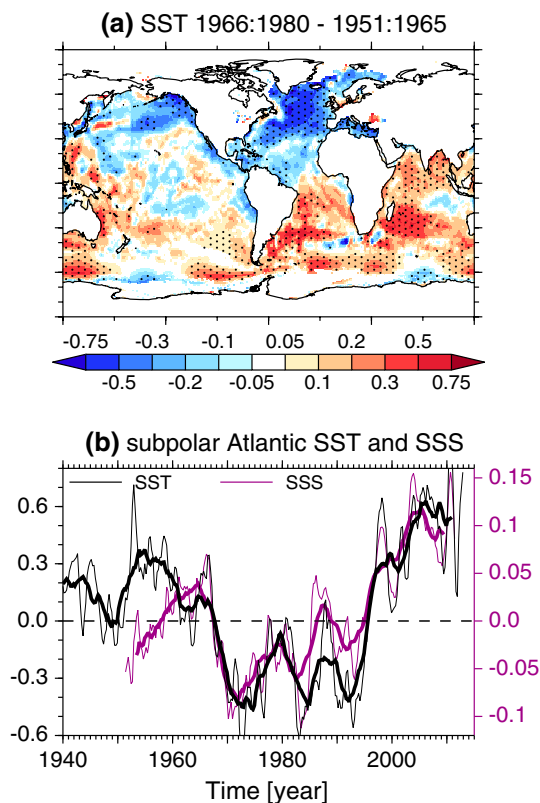 (a) SST 1966:1980 - 1951:1965
-0.75 -0.3 -0.1 0.05 0.2 0.5
-0.5 -0.2 -0.05 0.1 0.3 0.75
(b) subpolar Atlantic SST and SSS
SST SSS
0.6
0.3
0.0
-0.3
-0.6
0.15
0.1
0.05
0.0
-0.05
-0.1
1940 1960 1980 2000
Time [year]